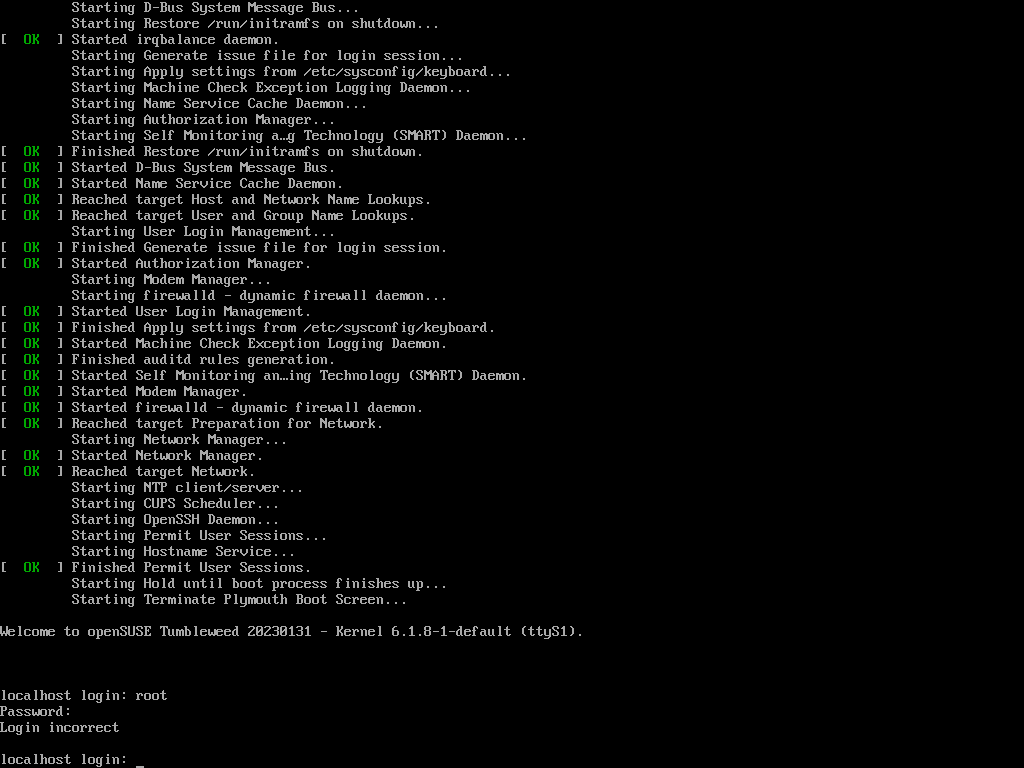 Starting D-Bus System Message Bus...
Starting Restore /run/initramfs on shutdown...
[  OK  ] Started irqbalance daemon.
Starting Generate issue file for login session...
Starting Apply settings from /etc/sysconfig/keyboard...
Starting Machine Check Exception Logging Daemon...
Starting Name Service Cache Daemon...
Starting Authorization Manager...
Starting Self Monitoring a…g Technology (SMART) Daemon...
[  OK  ] Finished Restore /run/initramfs on shutdown.
[  OK  ] Started D-Bus System Message Bus.
[  OK  ] Started Name Service Cache Daemon.
[  OK  ] Reached target Host and Network Name Lookups.
[  OK  ] Reached target User and Group Name Lookups.
Starting User Login Management...
[  OK  ] Finished Generate issue file for login session.
[  OK  ] Started Authorization Manager.
Starting Modem Manager...
Starting firewalld - dynamic firewall daemon...
[  OK  ] Started User Login Management.
[  OK  ] Finished Apply settings from /etc/sysconfig/keyboard.
[  OK  ] Started Machine Check Exception Logging Daemon.
[  OK  ] Finished auditd rules generation.
[  OK  ] Started Self Monitoring an…ing Technology (SMART) Daemon.
[  OK  ] Started Modem Manager.
[  OK  ] Started firewalld - dynamic firewall daemon.
[  OK  ] Reached target Preparation for Network.
Starting Network Manager...
[  OK  ] Started Network Manager.
[  OK  ] Reached target Network.
Starting NTP client/server...
Starting CUPS Scheduler...
Starting OpenSSH Daemon...
Starting Permit User Sessions...
Starting Hostname Service...
[  OK  ] Finished Permit User Sessions.
Starting Hold until boot process finishes up...
Starting Terminate Plymouth Boot Screen...
Welcome to openSUSE Tumbleweed 20230131 - Kernel 6.1.8-1-default (ttyS1).
localhost login: root
Password:
Login incorrect
localhost login: _